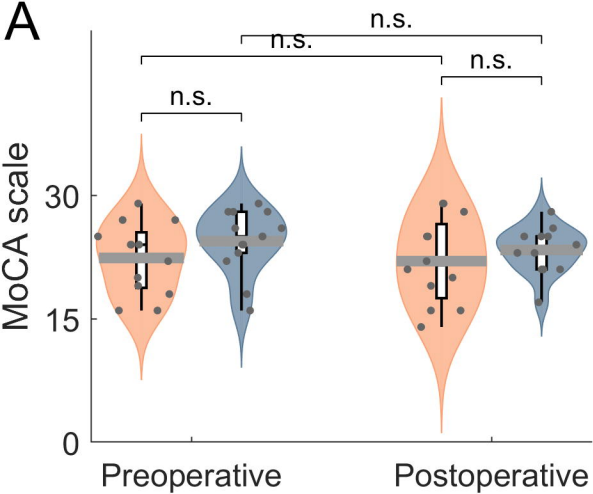 A
n.s.
n.s.
n.s.
n.s.
MoCA scale
30
15
0
Preoperative
Postoperative